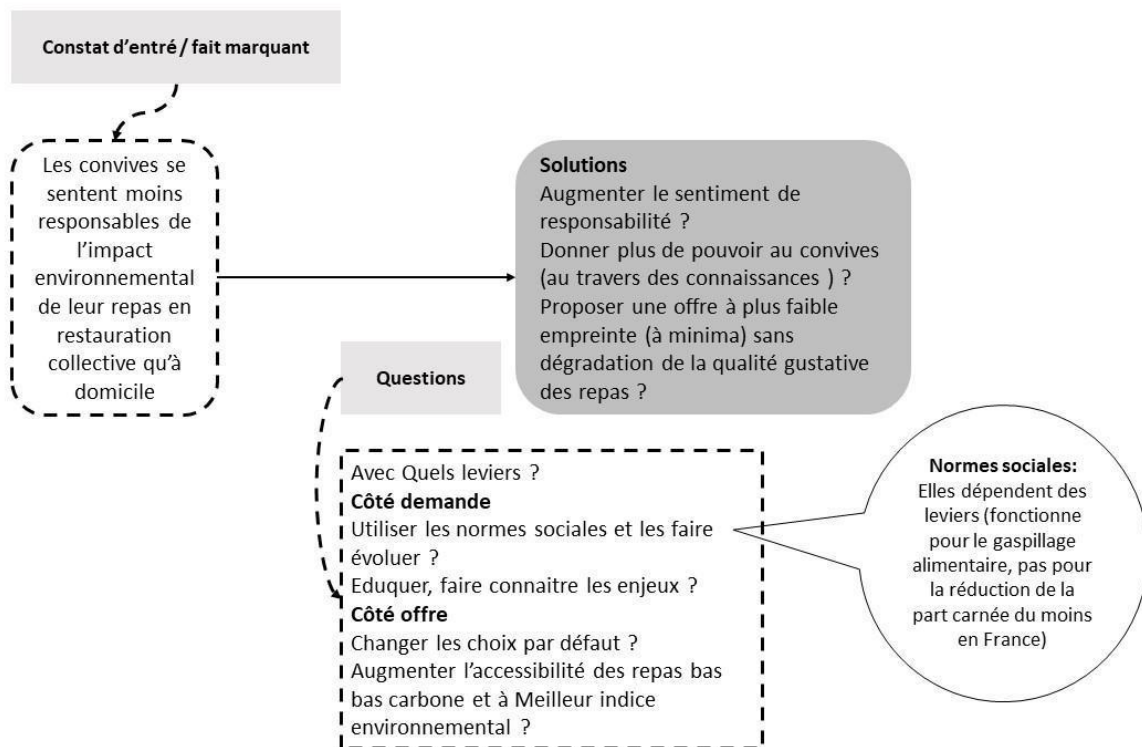 Constat d'entré / fait marquant
Les convives se
sentent moins
responsables de
l'impact
environnemental
de leur repas en
restauration
collective qu'à
domicile
Solutions
Augmenter le sentiment de
responsabilité ?
Donner plus de pouvoir au convives
(au travers des connaissances ) ?
Proposer une offre à plus faible
empreinte (à minima) sans
dégradation de la qualité gustative
des repas ?
Questions
Avec Quels leviers ?
Côté demande
Utiliser les normes sociales et les faire
évoluer ?
Eduquer, faire connaitre les enjeux ?
Côté offre
Changer les choix par défaut ?
Augmenter l'accessibilité des repas bas
bas carbone et à Meilleur indice
environnemental ?
Normes sociales:
Elles dépendent des
leviers (fonctionne
pour le gaspillage
alimentaire, pas pour
la réduction de la
part carnée du moins
en France)